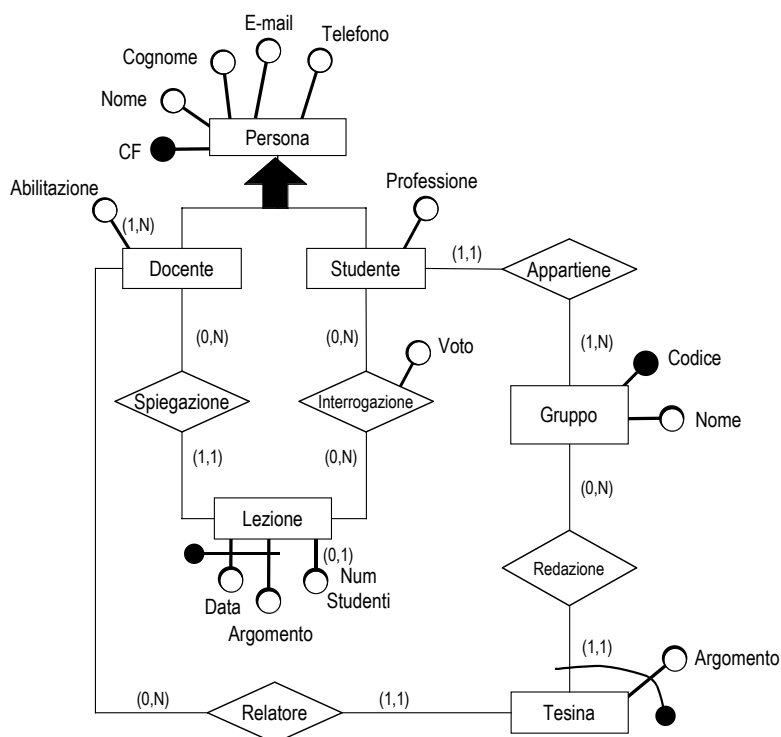 E-mail
Telefono
Cognome
Nome
Persona
CF
Abilitazione
Professione
(1,N)
Docente
Studente
(1,1)
Appartiene
(0,N)
(0,N)
Voto
(1,N)
Codice
Spiegazione
Interrogazione
Gruppo
Nome
(1,1)
(0,N)
(0,N)
Lezione
(0,1)
Num
Studenti
Data
Argomento
Redazione
(1,1)
Argomento
(0,N)
Relatore
(1,1)
Tesina